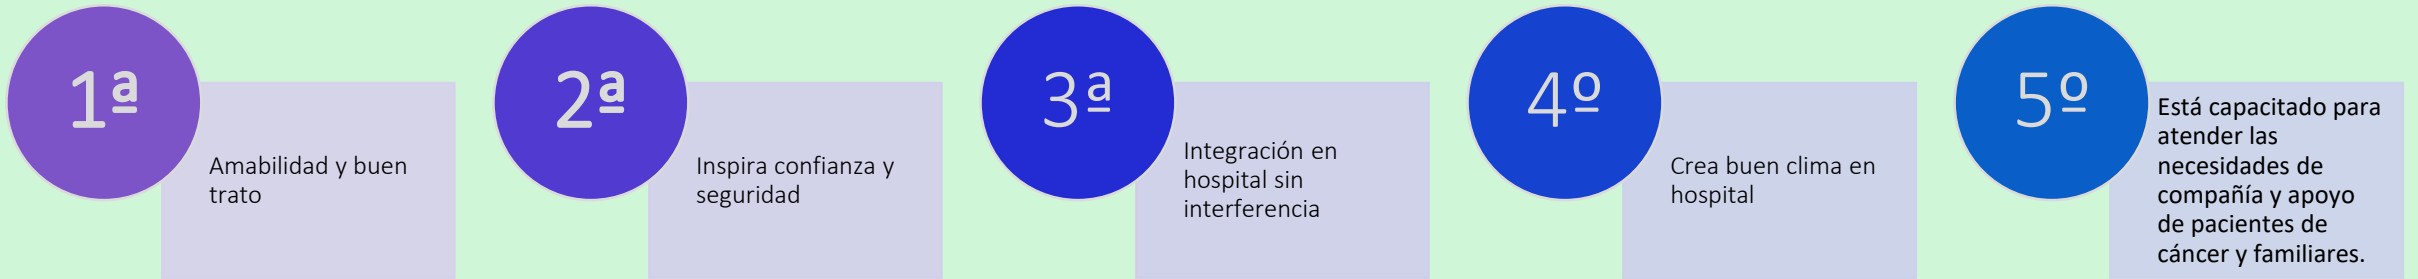 1ª
Amabilidad y buen
trato
2ª
Inspira confianza y
seguridad
3ª
Integración en
hospital sin
interferencia
4º
Crea buen clima en
hospital
5º
Está capacitado para
atender las
necesidades de
compañía y apoyo
de pacientes de
cáncer y familiares.